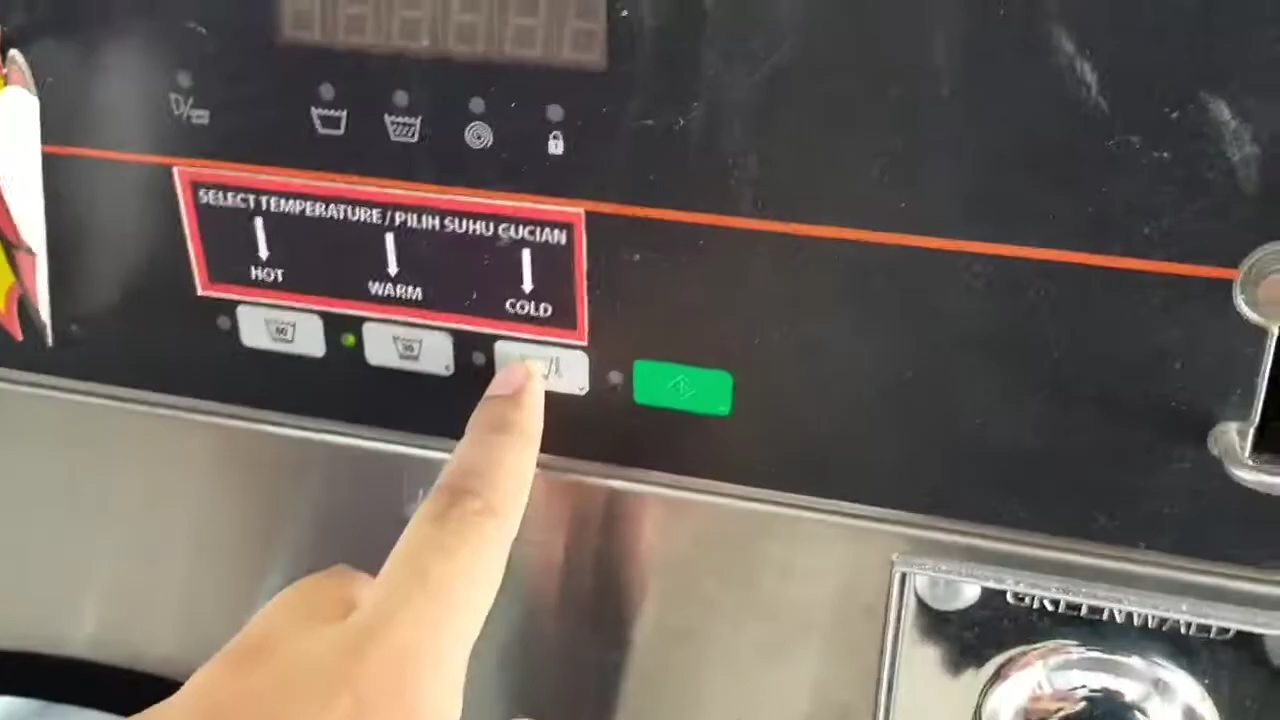 SELECT TEMPERATURE / PILIH SUHU CUCIAN
HOT
WARM
COLD
60
30
GREENWALD